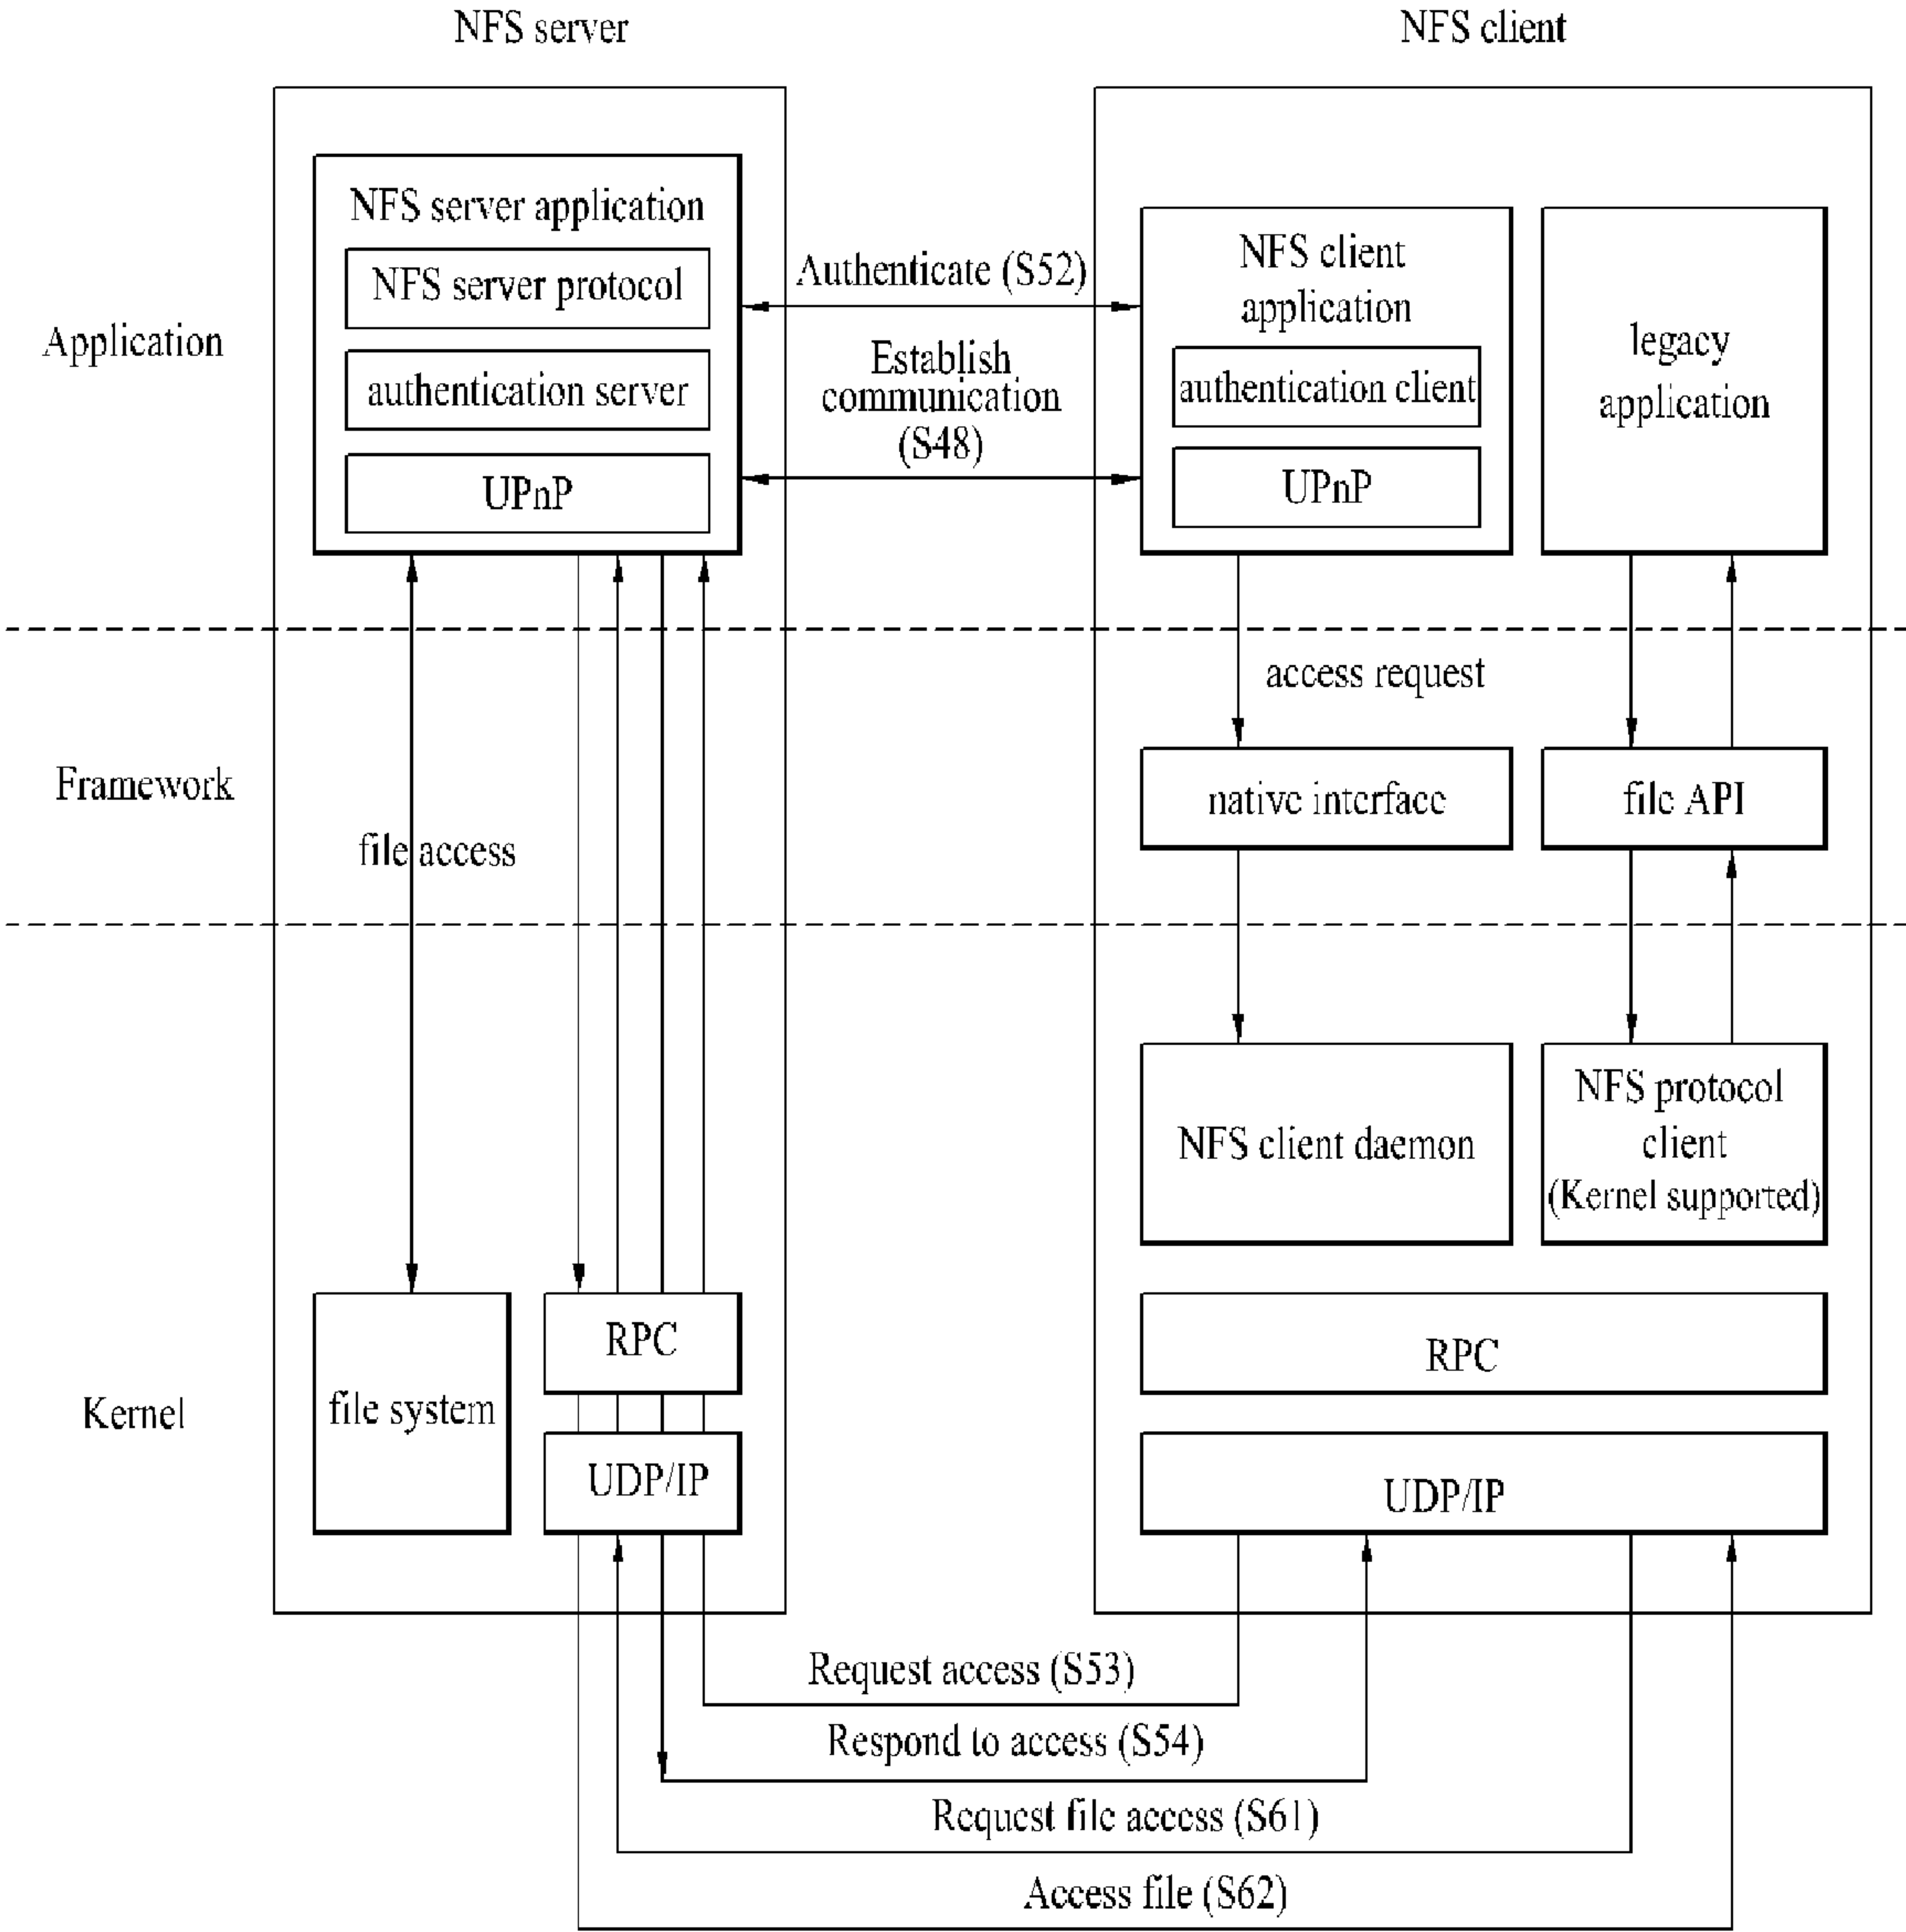 NFS server
NFS client
Application
NFS server application
NFS server protocol
authentication server
UPnP
Authenticate (S52)
Establish
communication
(S48)
NFS client
application
authentication client
UPnP
legacy
application
Framework
file access
access request
native interface
file API
Kernel
file system
RPC
UDP/IP
NFS client daemon
NFS protocol
client
(Kernel supported)
RPC
UDP/IP
Request access (S53)
Respond to access (S54)
Request file access (S61)
Access file (S62)